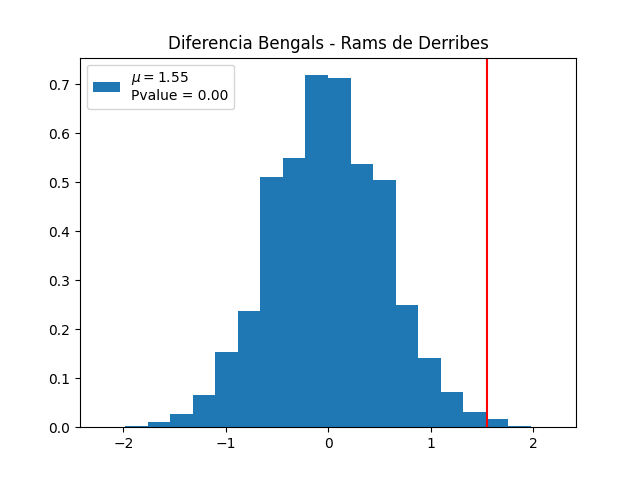 Diferencia Bengals - Rams de Derribes
μ = 1.55
Pvalue = 0.00
0.7
0.6
0.5
0.4
0.3
0.2
0.1
0.0
−2 −1 0 1 2